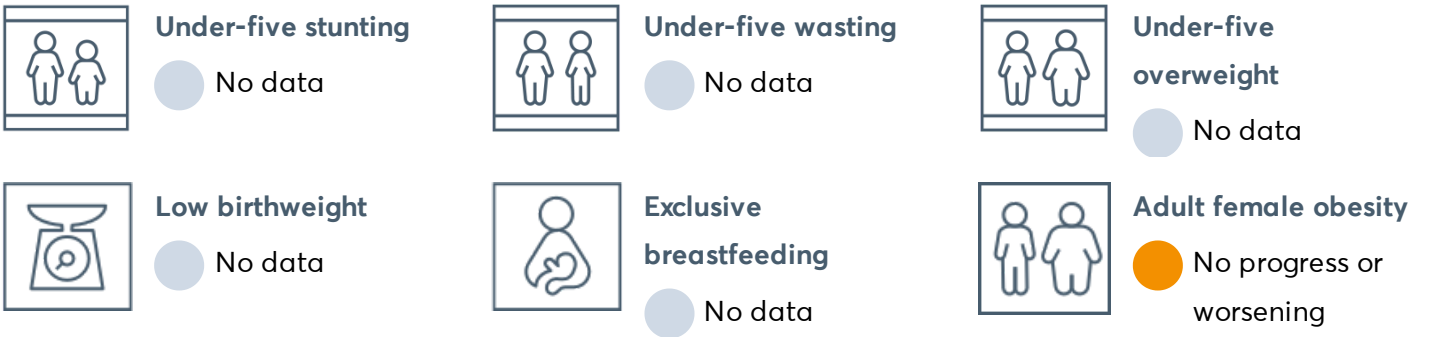 Under-five stunting
No data
Under-five wasting
No data
Under-five
overweight
No data
Low birthweight
No data
Exclusive
breastfeeding
No data
Adult female obesity
No progress or
worsening